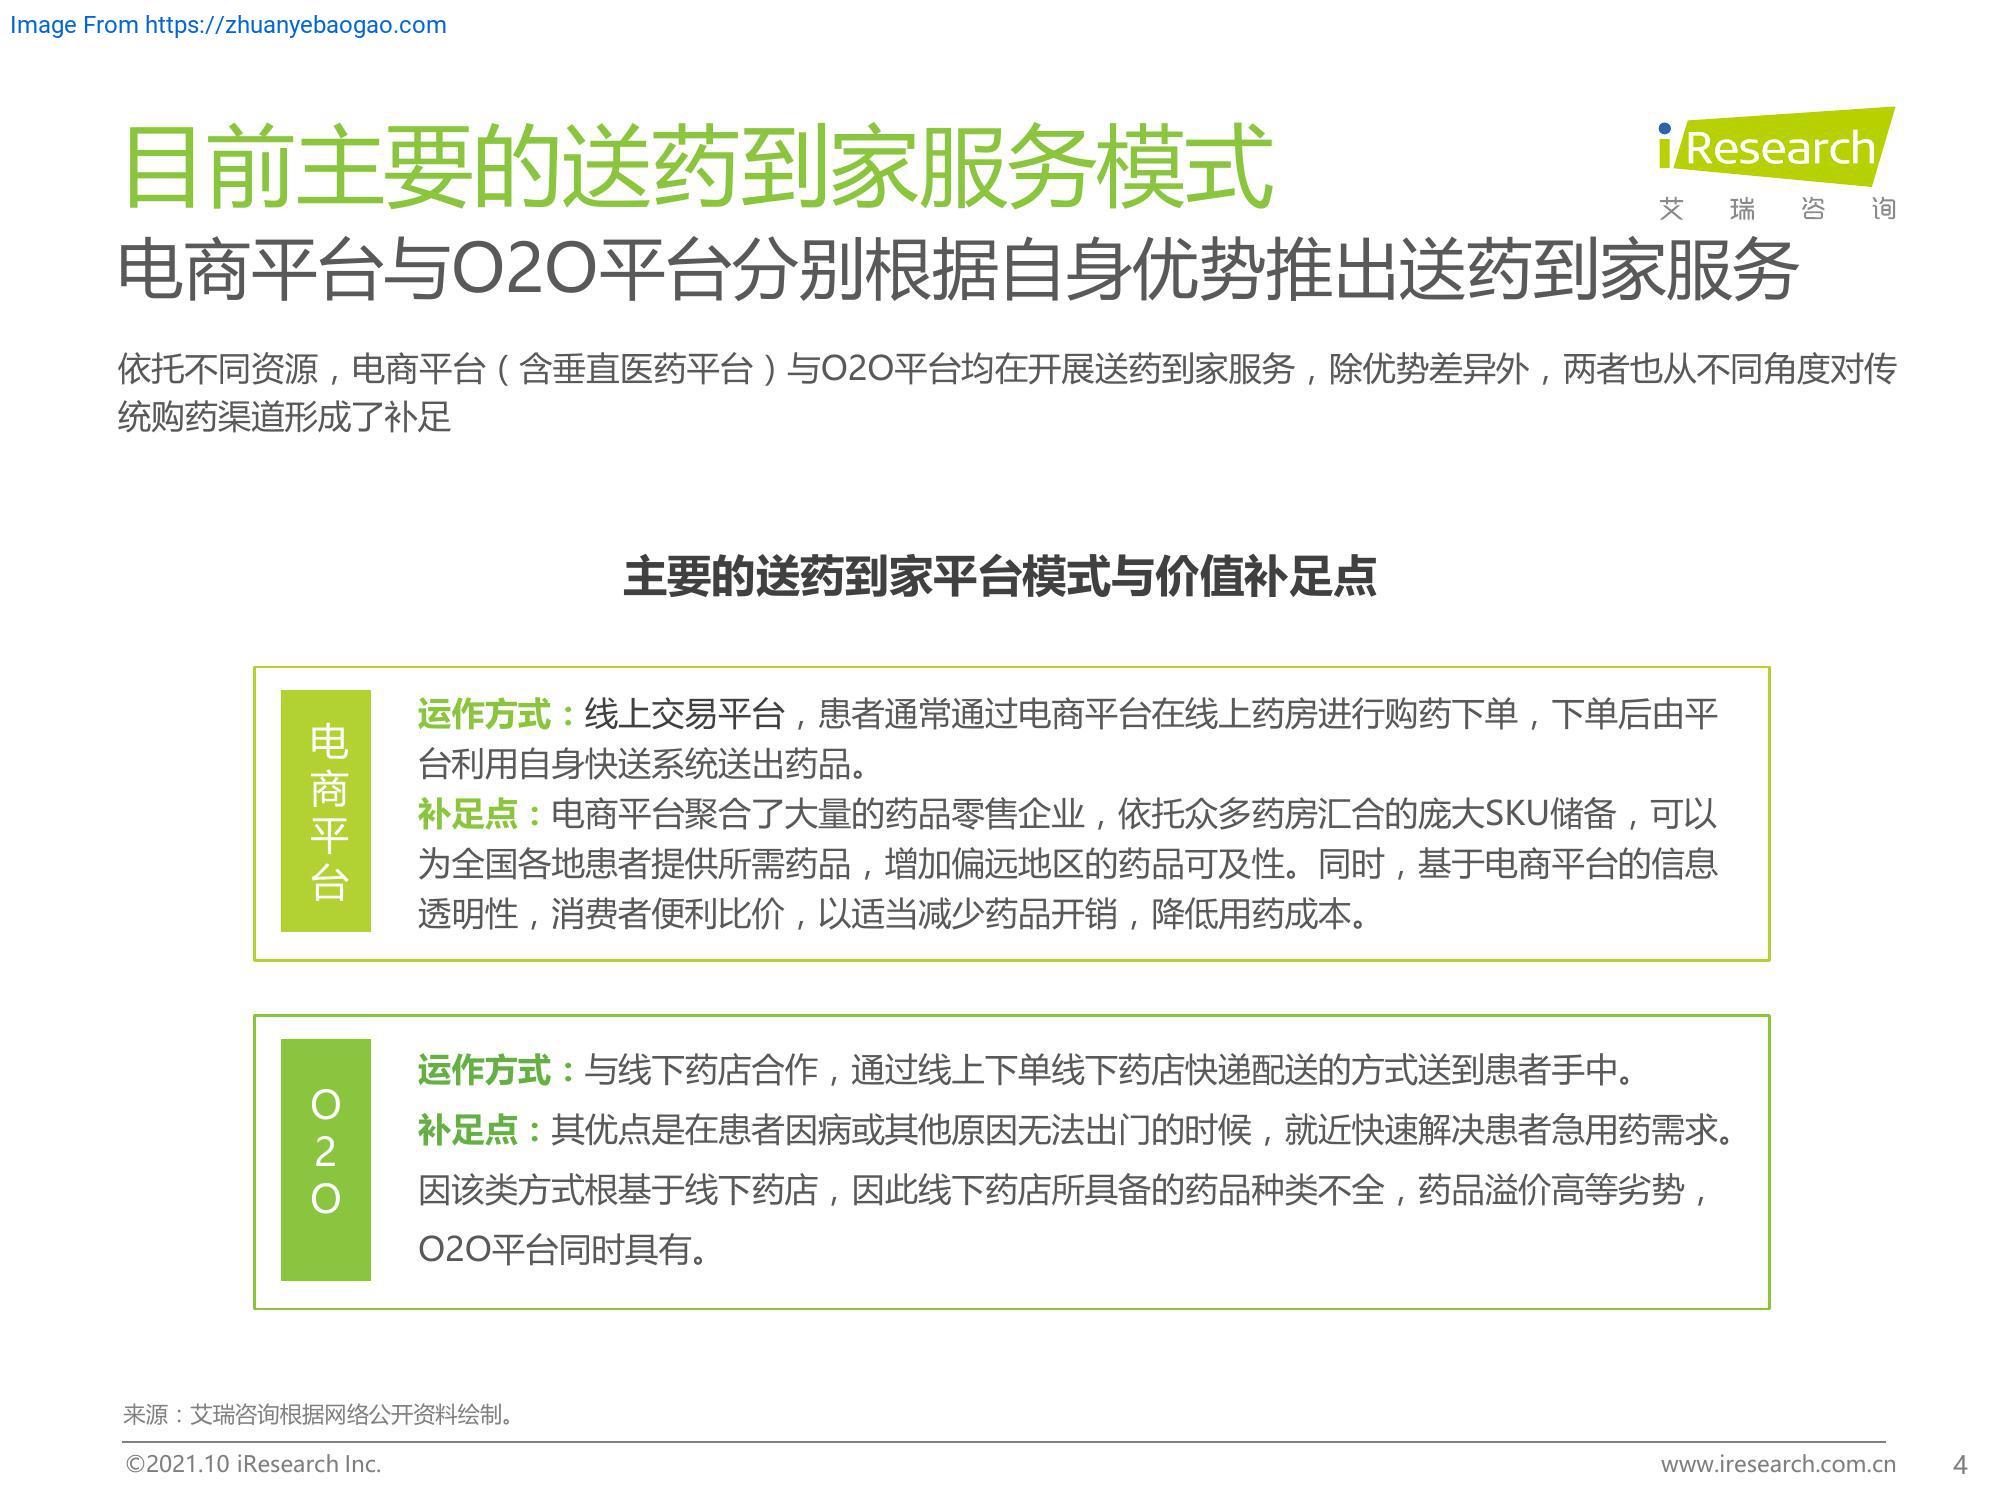 Image From https://zhuanyebaogao.com
目前主要的送药到家服务模式
iResearch
艾瑞咨询
电商平台与O2O平台分别根据自身优势推出送药到家服务
依托不同资源，电商平台（含垂直医药平台）与O2O平台均在开展送药到家服务，除优势差异外，两者也从不同角度对传
统购药渠道形成了补足
主要的送药到家平台模式与价值补足点
电商平台
运作方式：线上交易平台，患者通常通过电商平台在线上药房进行购药下单，下单后由平
台利用自身快送系统送出药品。
补足点：电商平台聚合了大量的药品零售企业，依托众多药房汇合的庞大SKU储备，可以
为全国各地患者提供所需药品，增加偏远地区的药品可及性。同时，基于电商平台的信息
透明性，消费者便利比价，以适当减少药品开销，降低用药成本。
O2O
运作方式：与线下药店合作，通过线上下单线下药店快递配送的方式送到患者手中。
补足点：其优点是在患者因病或其他原因无法出门的时候，就近快速解决患者急用药需求。
因该类方式根基于线下药店，因此线下药店所具备的药品种类不全，药品溢价高等劣势，
O2O平台同时具有。
来源：艾瑞咨询根据网络公开资料绘制。
©2021.10 iResearch Inc.
www.iresearch.com.cn
4